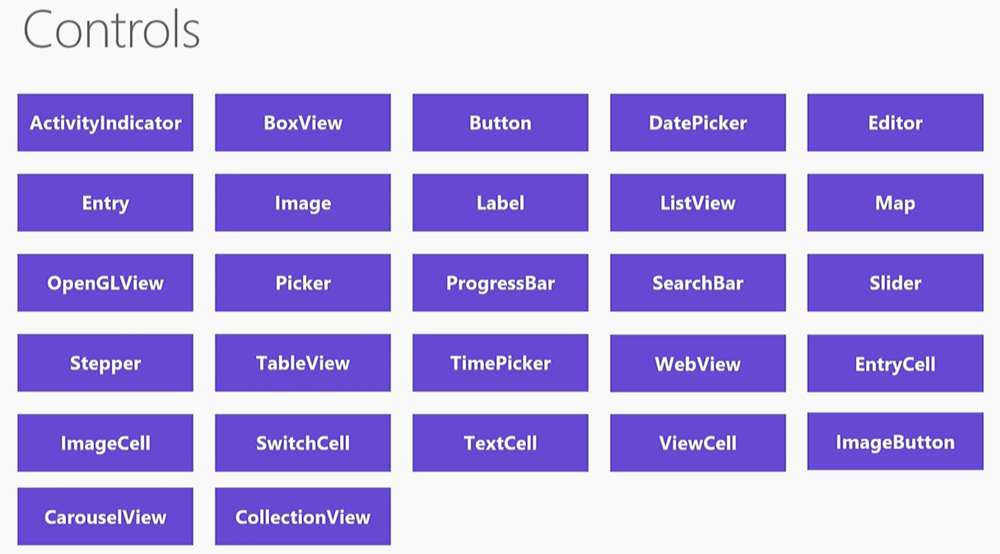 Controls
ActivityIndicator
BoxView
Button
DatePicker
Editor
Entry
Image
Label
ListView
Map
OpenGLView
Picker
ProgressBar
SearchBar
Slider
Stepper
TableView
TimePicker
WebView
EntryCell
ImageCell
SwitchCell
TextCell
ViewCell
ImageButton
CarouselView
CollectionView